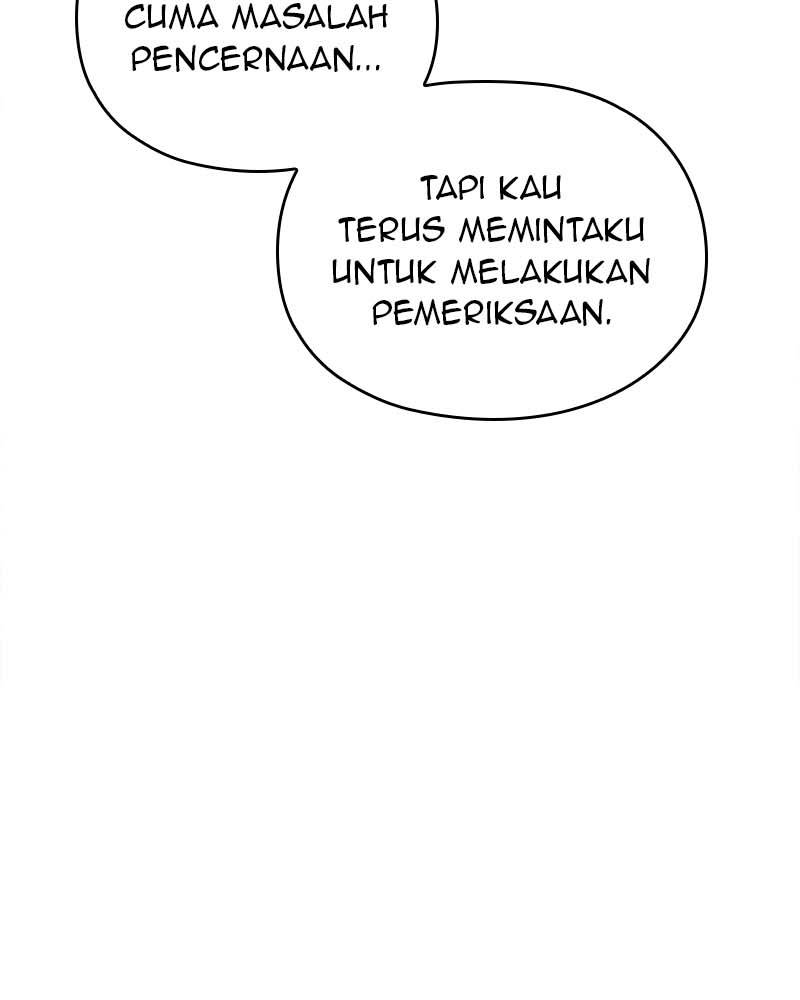 CUMA MASALAH
PENCERNAAN...
TAPI KAU
TERUS MEMINTAKU
UNTUK MELAKUKAN
PEMERIKSAAN.